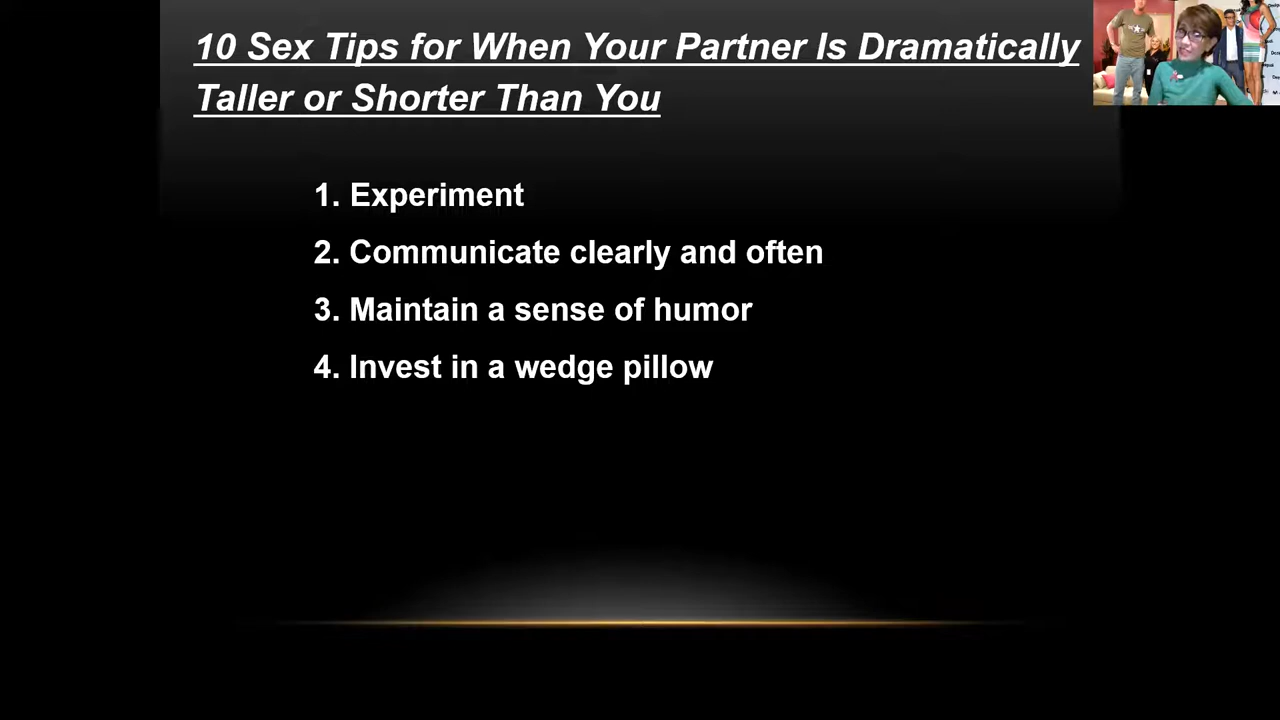 10 Sex Tips for When Your Partner Is Dramatically
Taller or Shorter Than You
1. Experiment
2. Communicate clearly and often
3. Maintain a sense of humor
4. Invest in a wedge pillow